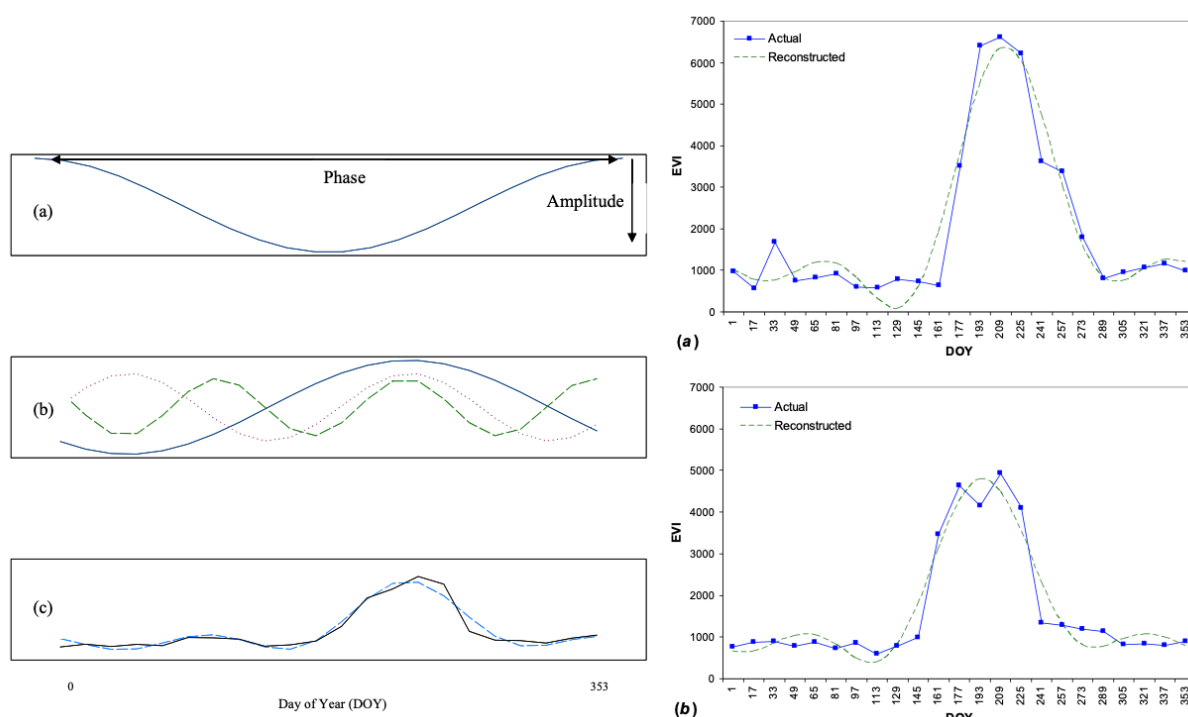 Phase
Amplitude
(a)
(b)
(c)
0 353
Day of Year (DOY)
7000
6000
5000
4000
3000
2000
1000
0
EVI
Actual
Reconstructed
1 17 33 49 65 81 97 113 129 145 161 177 193 209 225 241 257 273 289 305 321 337 353
(a) DOY
7000
6000
5000
4000
3000
2000
1000
0
EVI
Actual
Reconstructed
1 17 33 49 65 81 97 113 129 145 161 177 193 209 225 241 257 273 289 305 321 337 353
(b) DOY